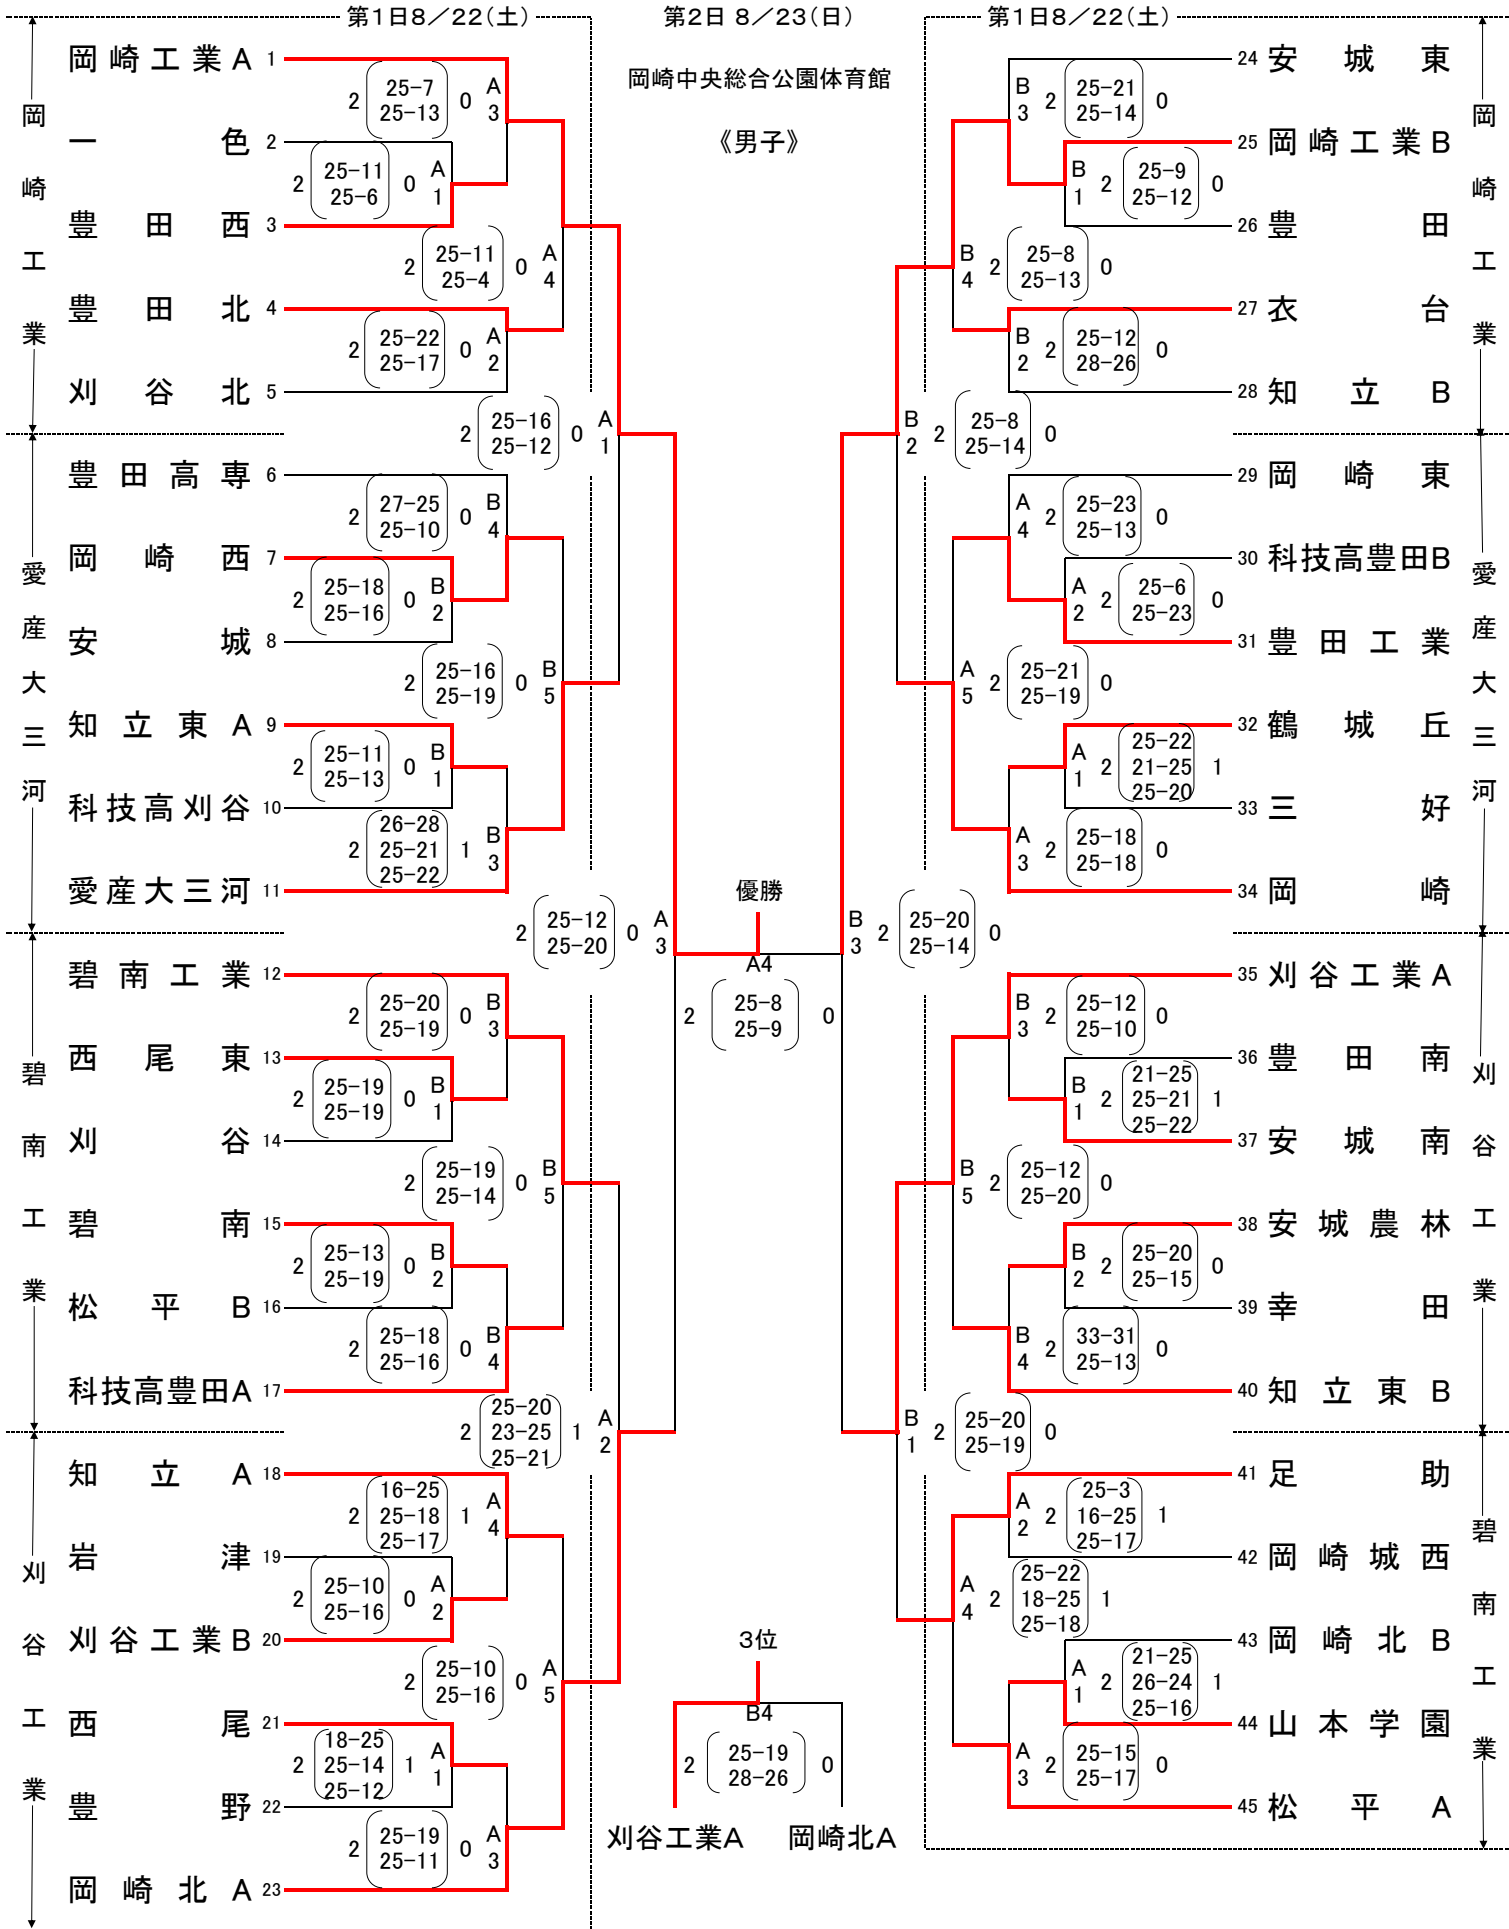 第1日8／22（土）
第2日 8／23（日）
第1日8／22（土）
岡崎中央総合公園体育館
《男子》
岡崎工業
愛産大三河
碧南工業
刈谷工業
岡崎工業A 1
一色 2
豊田西 3
豊田北 4
刈谷北 5
豊田高専 6
岡崎西 7
安城 8
知立東A 9
科技高刈谷 10
愛産大三河 11
碧南工業 12
西尾東 13
刈谷 14
碧南 15
松平B 16
科技高豊田A 17
知立A 18
岩津 19
刈谷工業B 20
西尾 21
豊野 22
岡崎北A 23
2 25-7 25-13 0 A3
2 25-11 25-6 0 A1
2 25-11 25-4 0 A4
2 25-22 25-17 0 A2
2 25-16 25-12 0 A1
2 27-25 25-10 0 B4
2 25-18 25-16 0 B2
2 25-16 25-19 0 B5
2 25-11 25-13 0 B1
2 26-28 25-21 25-22 1 B3
2 25-12 25-20 0 A3
2 25-20 25-19 0 B3
2 25-19 25-19 0 B1
2 25-19 25-14 0 B5
2 25-13 25-19 0 B2
2 25-18 25-16 0 B4
2 25-20 23-25 25-21 1 A2
2 16-25 25-18 25-17 1 A4
2 25-10 25-16 0 A2
2 25-10 25-16 0 A5
2 18-25 25-14 25-12 1 A1
2 25-19 25-11 0 A3
優勝
A4
2 25-8 25-9 0
3位
B4
2 25-19 28-26 0
刈谷工業A 岡崎北A
24 安城東
25 岡崎工業B
26 豊田
27 衣台
28 知立B
29 岡崎東
30 科技高豊田B
31 豊田工業
32 鶴城丘
33 三好
34 岡崎
35 刈谷工業A
36 豊田南
37 安城南
38 安城農林
39 幸田
40 知立東B
41 足助
42 岡崎城西
43 岡崎北B
44 山本学園
45 松平A
B3 2 25-21 25-14 0
B1 2 25-9 25-12 0
B4 2 25-8 25-13 0
B2 2 25-12 28-26 0
B2 2 25-8 25-14 0
A4 2 25-23 25-13 0
A2 2 25-6 25-23 0
A5 2 25-21 25-19 0
A1 2 25-22 21-25 25-20 1
A3 2 25-18 25-18 0
B3 2 25-20 25-14 0
B3 2 25-12 25-10 0
B1 2 21-25 25-21 25-22 1
B5 2 25-12 25-20 0
B2 2 25-20 25-15 0
B4 2 33-31 25-13 0
B1 2 25-20 25-19 0
A2 2 25-3 16-25 25-17 1
A4 2 25-22 18-25 25-18 1
A1 2 21-25 26-24 25-16 1
A3 2 25-15 25-17 0
岡崎工業
愛産大三河
刈谷工業
碧南工業